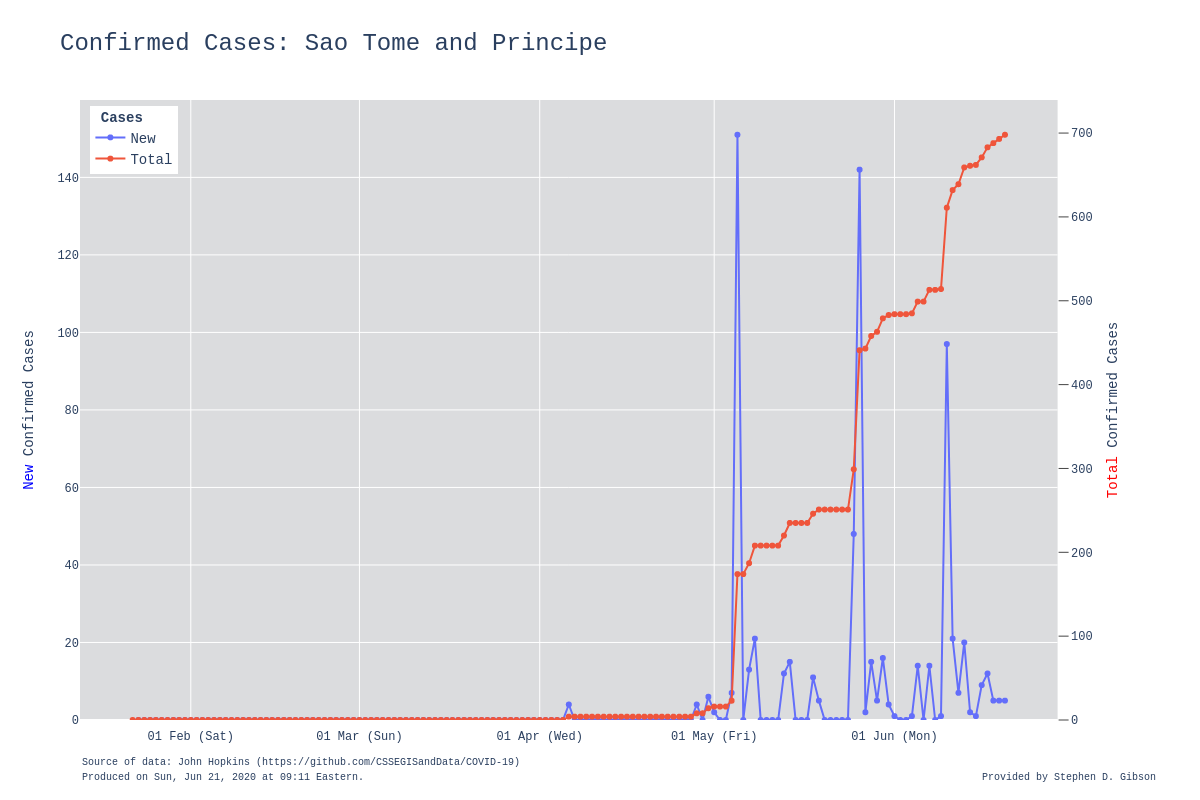 Confirmed Cases: Sao Tome and Principe
Cases
New
Total
140
120
100
80
60
40
20
0
700
600
500
400
300
200
100
0
New Confirmed Cases
Total Confirmed Cases
01 Feb (Sat)
01 Mar (Sun)
01 Apr (Wed)
01 May (Fri)
01 Jun (Mon)
Source of data: John Hopkins (https://github.com/CSSEGISandData/COVID-19)
Produced on Sun, Jun 21, 2020 at 09:11 Eastern.
Provided by Stephen D. Gibson